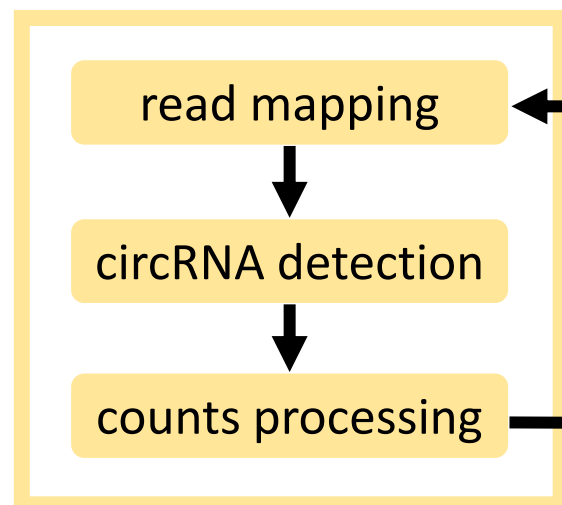 read mapping
circRNA detection
counts processing